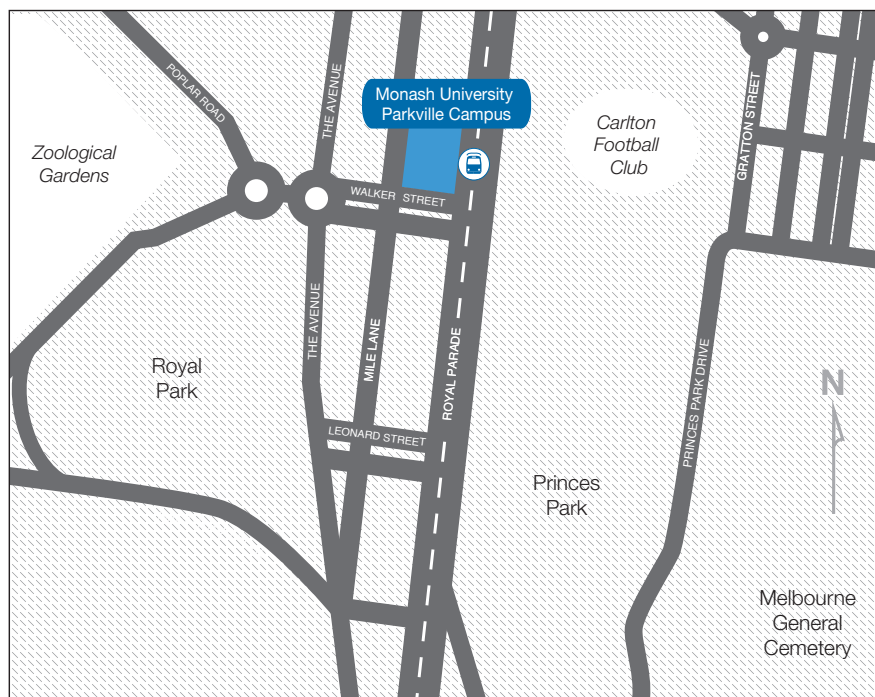 POPLAR ROAD
THE AVENUE
Monash University
Parkville Campus
Carlton
Football
Club
GRATTON STREET
Zoological
Gardens
WALKER STREET
THE AVENUE
MILE LANE
ROYAL PARADE
PRINCES PARK DRIVE
Royal
Park
N
LEONARD STREET
Princes
Park
Melbourne
General
Cemetery